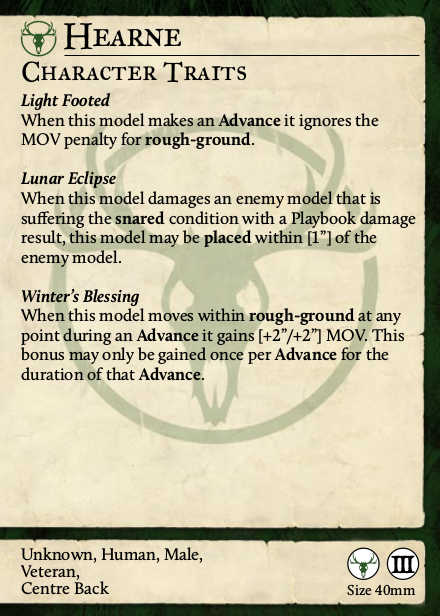 Hearne
Character Traits
Light Footed
When this model makes an Advance it ignores the
MOV penalty for rough-ground.
Lunar Eclipse
When this model damages an enemy model that is
suffering the snared condition with a Playbook damage
result, this model may be placed within [1”] of the
enemy model.
Winter’s Blessing
When this model moves within rough-ground at any
point during an Advance it gains [+2”/+2”] MOV. This
bonus may only be gained once per Advance for the
duration of that Advance.
Unknown, Human, Male,
Veteran,
Centre Back
III
Size 40mm